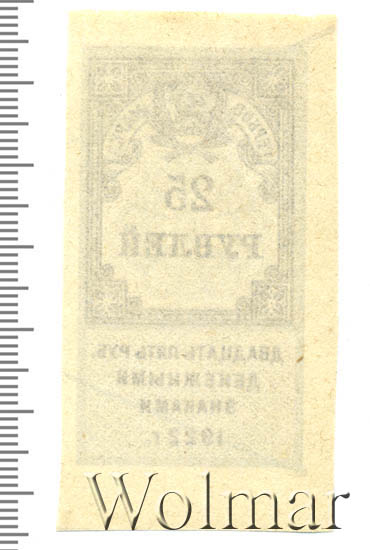 25
РУБЛЕЙ
ДВАДЦАТЬ-ПЯТЬ РУБ.
ДЕНЕЖНЫМИ
ЗНАКАМИ
1922 г.
Wolmar